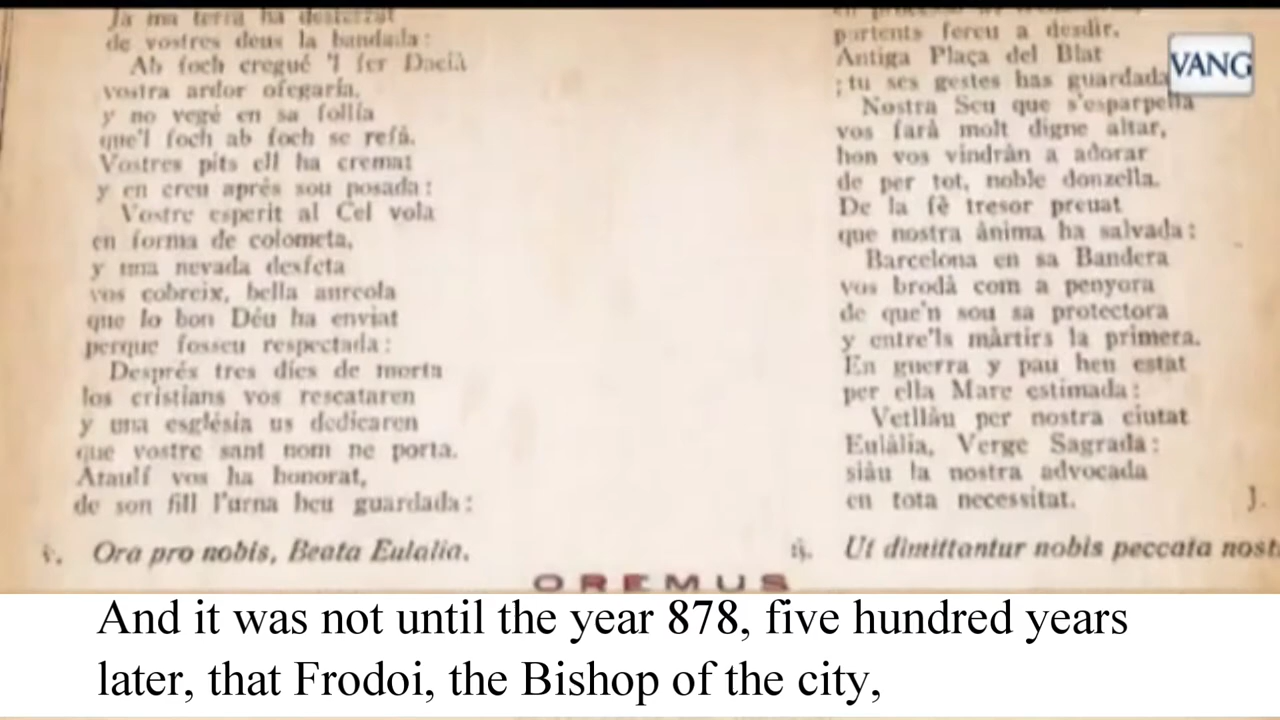 Ja ma terra ha desterrat
de vostres deus la bandada:
Ab foch cregué 'l fer Dacià
vostra ardor ofegaría,
y no vegé en sa follía
que'l foch ab foch se refà.
Vostres pits ell ha cremat
y en creu aprés sou posada:
Vostre esperit al Cel vola
en forma de colometa,
y una nevada desfeta
vos cobreix, bella aureola
que lo bon Déu ha enviat
perque fosseu respectada:
Després tres díes de morta
los cristians vos rescataren
y una església us dedicaren
que vostre sant nom ne porta.
Ataulf vos ha honorat,
de son fill l'urna heu guardada:
v. Ora pro nobis, Beata Eulalia.
portents fereu a desdir.
Antiga Plaça del Blat
;tu ses gestes has guardada
Nostra Seu que s'esparpella
vos farà molt digne altar,
hon vos vindràn a adorar
de per tot, noble donzella.
De la fè tresor preuat
que nostra ànima ha salvada:
Barcelona en sa Bandera
vos brodà com a penyora
de que'n sou sa protectora
y entre'ls màrtirs la primera.
En guerra y pau heu estat
per ella Mare estimada:
Vetllàu per nostra ciutat
Eulàlia, Verge Sagrada:
siàu la nostra advocada
en tota necessitat.
J.
Ut dimittantur nobis peccata nost
OREMUS
VANG
And it was not until the year 878, five hundred years
later, that Frodoi, the Bishop of the city,